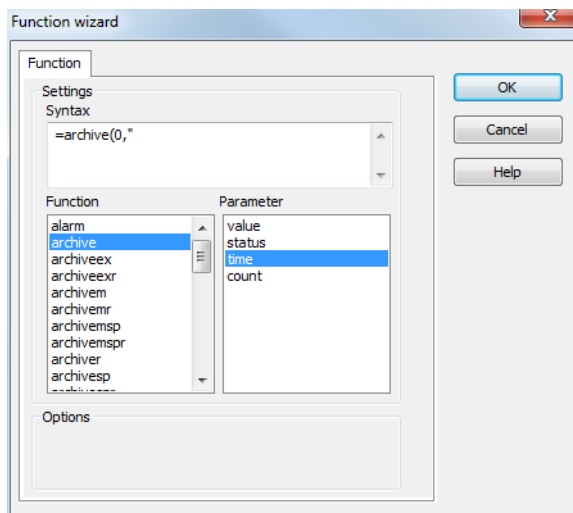 Function wizard
Function
Settings
Syntax
=archive(0,"
Function
alarm
archive
archiveex
archiveexr
archivem
archivemr
archivemsp
archivemspr
archiver
archivesp
Parameter
value
status
time
count
Options
OK
Cancel
Help